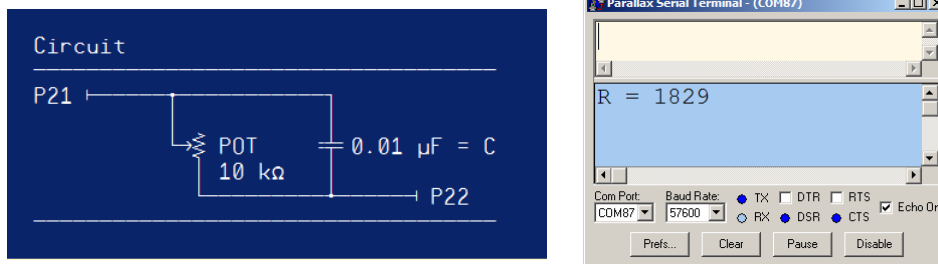 Circuit
P21
POT
10 kΩ
0.01 µF = C
P22
Parallax Serial Terminal - (COM87)
R = 1829
Com Port: Baud Rate: TX DTR RTS
COM87 57600 RX DSR CTS Echo On
Prefs... Clear Pause Disable